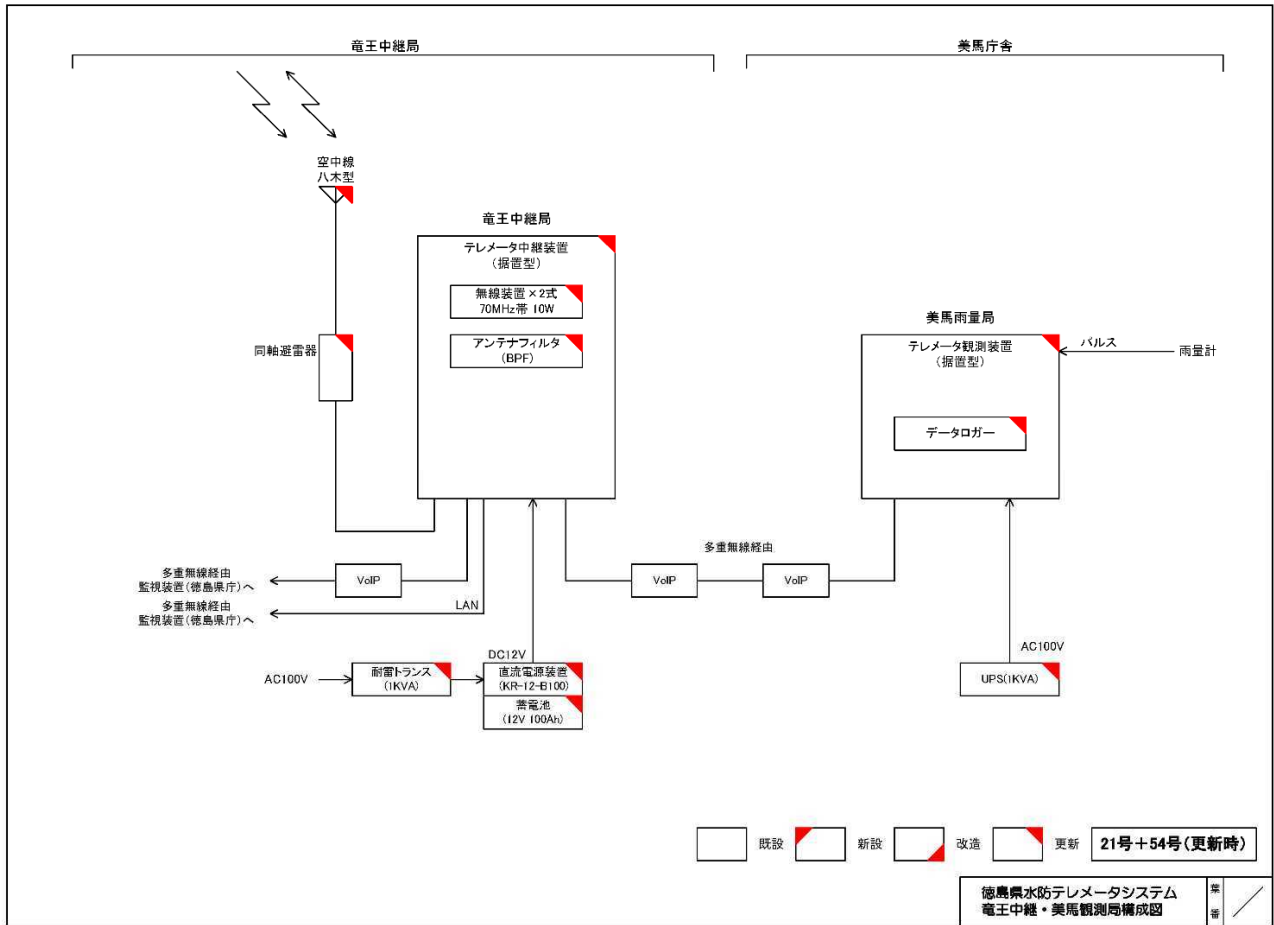 竜王中継局
美馬庁舎
空中線
八木型
竜王中継局
テレメータ中継装置
(据置型)
無線装置×2式
70MHz帯 10W
アンテナフィルタ
(BPF)
同軸避雷器
美馬雨量局
テレメータ観測装置
(据置型)
パルス
雨量計
データロガー
多重無線経由
監視装置(徳島県庁)へ
VoIP
多重無線経由
VoIP
VoIP
多重無線経由
監視装置(徳島県庁)へ
LAN
DC12V
AC100V
耐雷トランス
(1KVA)
直流電源装置
(KR-12-B100)
蓄電池
(12V 100Ah)
AC100V
UPS(1KVA)
既設
新設
改造
更新
21号+54号(更新時)
徳島県水防テレメータシステム
竜王中継・美馬観測局構成図
葉
番